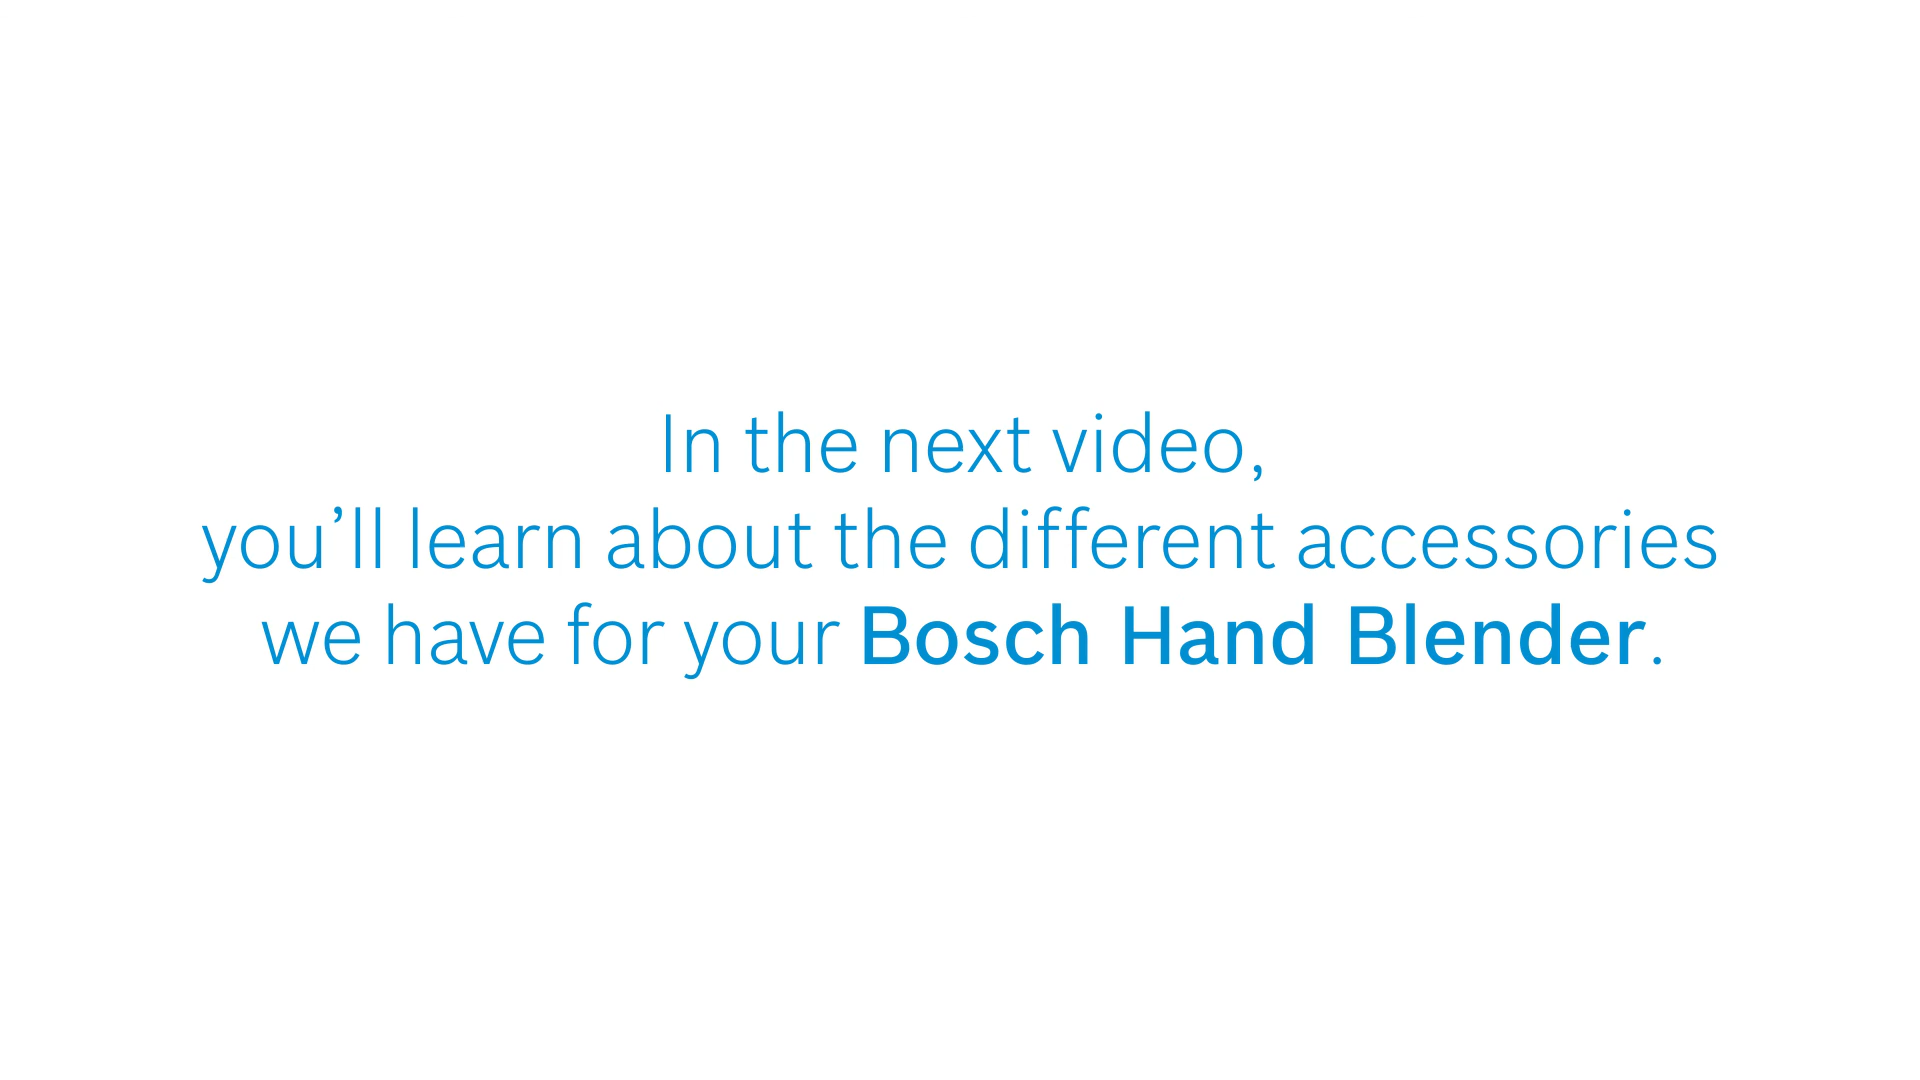 In the next video,
you’ll learn about the different accessories
we have for your Bosch Hand Blender.